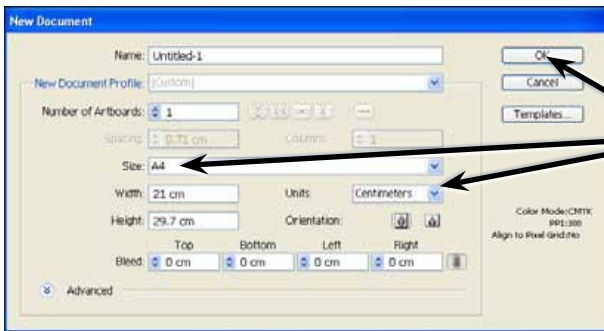 New Document
Name: Untitled-1 OK
New Document Profile: [Custom] Cancel
Number of Artboards: 1 Templates...
Spacing: 0.71 cm Columns: 1
Size: A4
Width: 21 cm Units: Centimeters
Height: 29.7 cm Orientation:
Color Mode:CMYK
PPI:300
Align to Pixel Grid:No
Top Bottom Left Right
Bleed: 0 cm 0 cm 0 cm 0 cm
Advanced